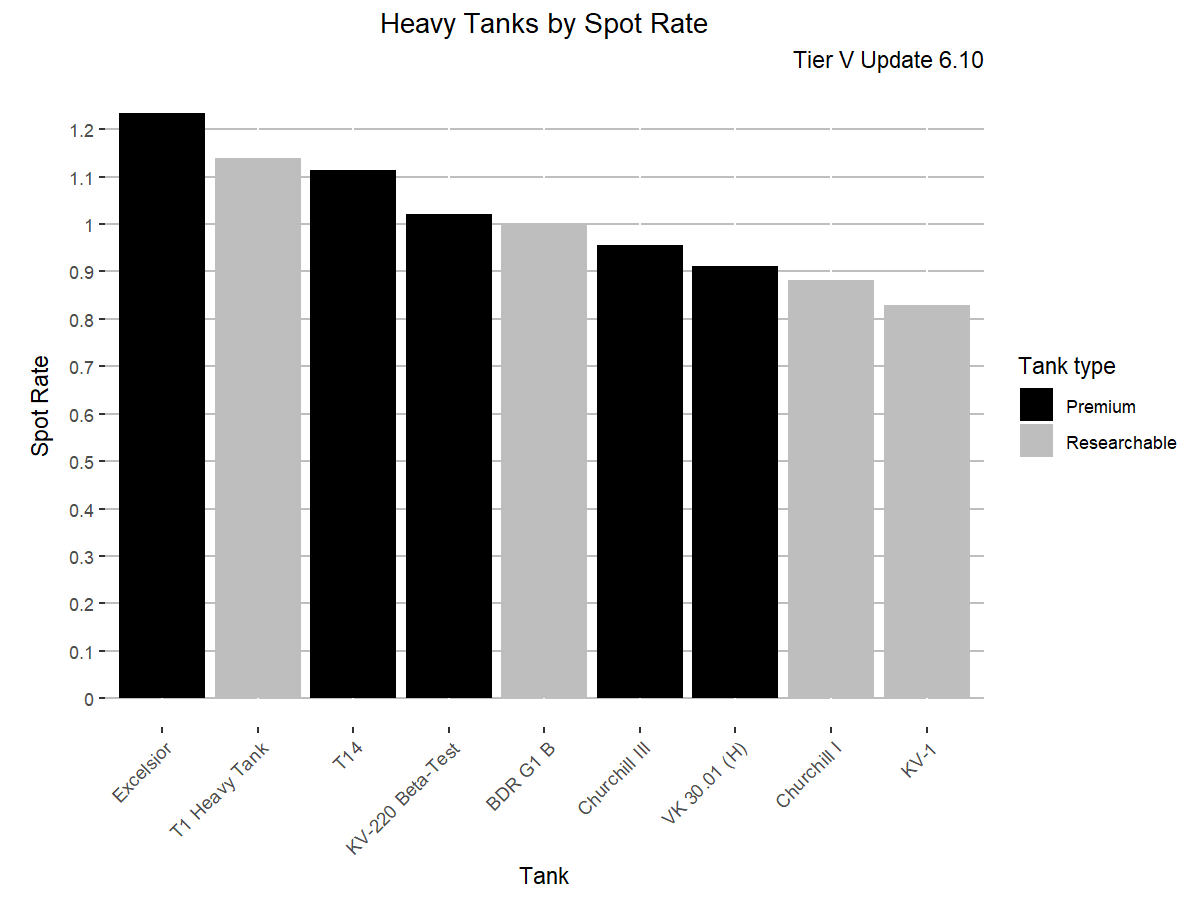 Heavy Tanks by Spot Rate
Tier V Update 6.10
Spot Rate
1.2
1.1
1
0.9
0.8
0.7
0.6
0.5
0.4
0.3
0.2
0.1
0
Excelsior
T1 Heavy Tank
T14
KV-220 Beta-Test
BDR G1 B
Churchill III
VK 30.01 (H)
Churchill I
KV-1
Tank
Tank type
Premium
Researchable